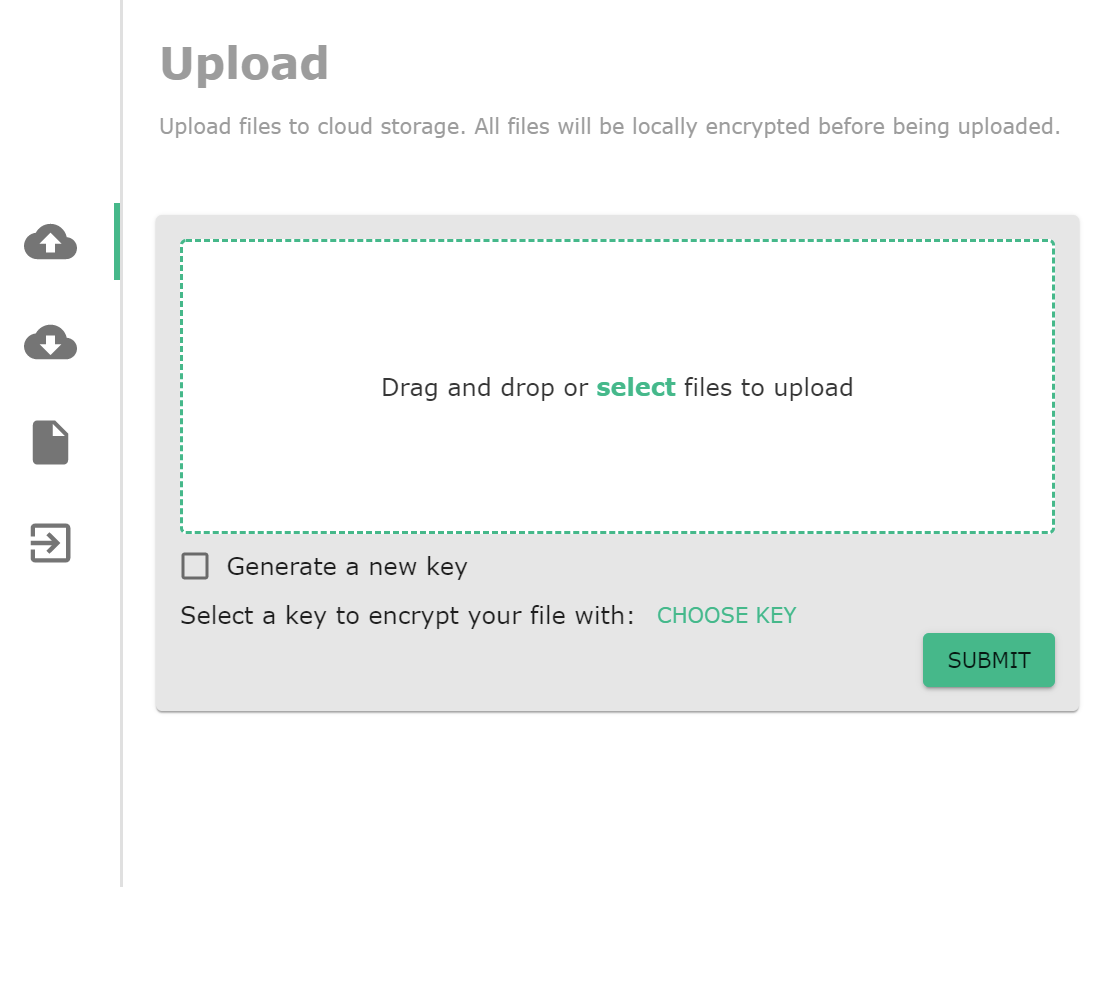 Upload
Upload files to cloud storage. All files will be locally encrypted before being uploaded.
Drag and drop or select files to upload
Generate a new key
Select a key to encrypt your file with: CHOOSE KEY
SUBMIT